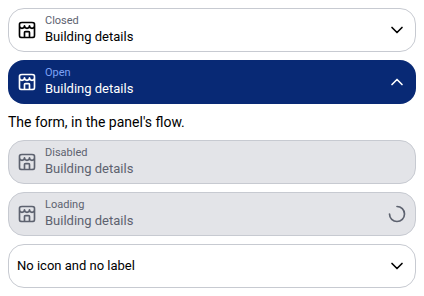 Closed
Building details
Open
Building details
The form, in the panel's flow.
Disabled
Building details
Loading
Building details
No icon and no label